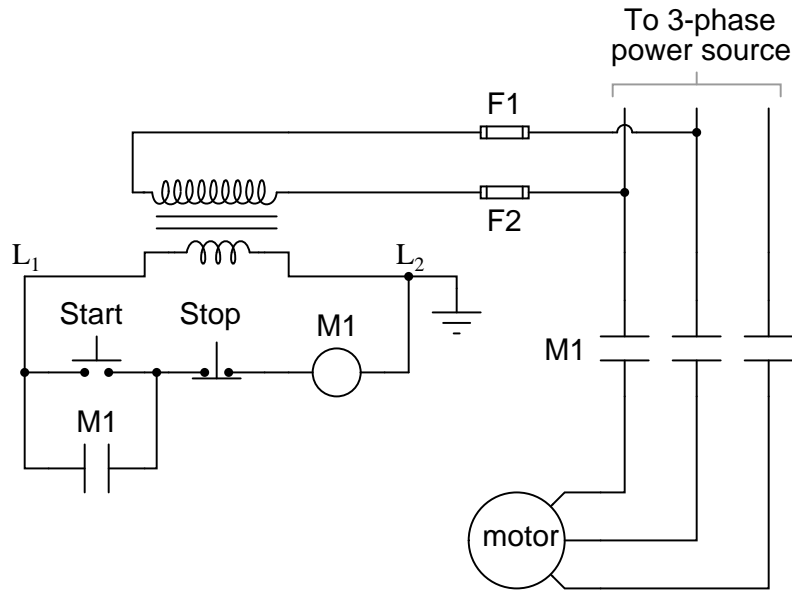 To 3-phase
power source
F1
F2
L1
L2
Start
Stop
M1
M1
M1
motor